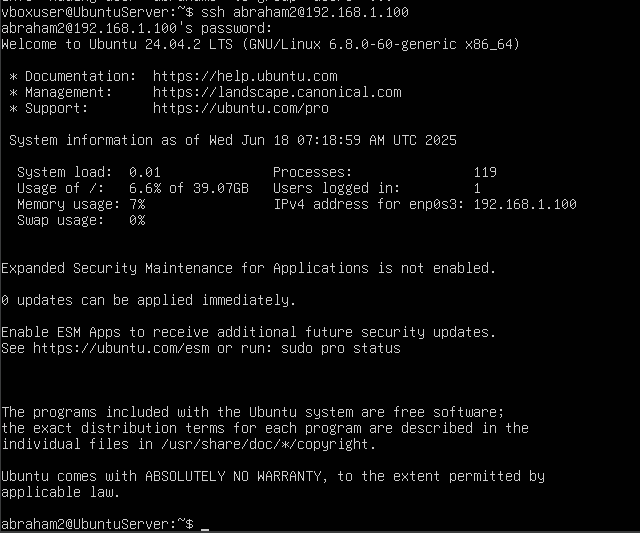 vboxuser@UbuntuServer:~$ ssh abraham2@192.168.1.100
abraham2@192.168.1.100's password:
Welcome to Ubuntu 24.04.2 LTS (GNU/Linux 6.8.0-60-generic x86_64)
* Documentation: https://help.ubuntu.com
* Management: https://landscape.canonical.com
* Support: https://ubuntu.com/pro
System information as of Wed Jun 18 07:18:59 AM UTC 2025
System load: 0.01 Processes: 119
Usage of /: 6.6% of 39.07GB Users logged in: 1
Memory usage: 7% IPv4 address for enp0s3: 192.168.1.100
Swap usage: 0%
Expanded Security Maintenance for Applications is not enabled.
0 updates can be applied immediately.
Enable ESM Apps to receive additional future security updates.
See https://ubuntu.com/esm or run: sudo pro status
The programs included with the Ubuntu system are free software;
the exact distribution terms for each program are described in the
individual files in /usr/share/doc/*/copyright.
Ubuntu comes with ABSOLUTELY NO WARRANTY, to the extent permitted by
applicable law.
abraham2@UbuntuServer:~$ _